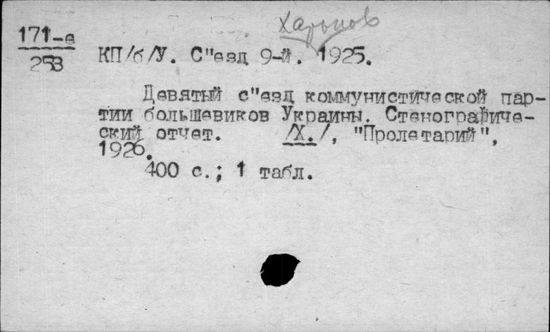 Харьков
171-е
253
КП/б/У. С"езд 9-й. 1925.
Девятый с"езд коммунистической пар-
тии большевиков Украины. Стенографиче-
ский отчет. /Х./, "Пролетарий",
1926.
400 с.; 1 табл.